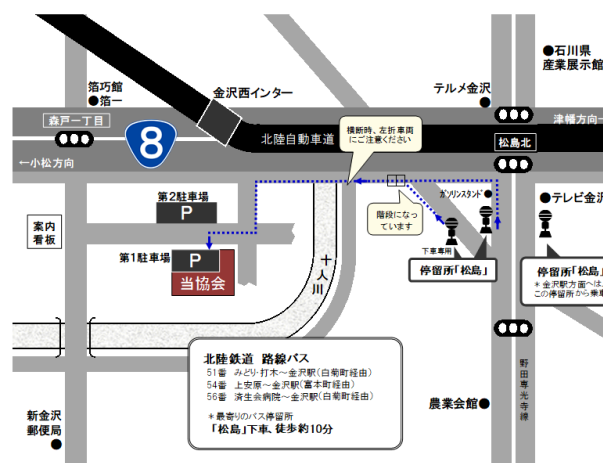 ●石川県
産業展示館
箔巧館
●箔一
金沢西インター
テルメ金沢
●
森戸一丁目
8
津幡方向→
横断時、左折車両
にご注意ください
北陸自動車道
松島北
←小松方向
第2駐車場
P
ガソリンスタンド●
●テレビ金沢
階段になっ
ています
案内
看板
下車専用
第1駐車場
P
当協会
十人川
停留所「松島」
停留所「松島」
＊金沢駅方面へは、
この停留所から乗車
北陸鉄道 路線バス
51番 みどり・打木～金沢駅(白菊町経由)
54番 上安原～金沢駅(富本町経由)
56番 済生会病院～金沢駅(白菊町経由)
＊最寄りのバス停留所
「松島」下車、徒歩約10分
野田専光寺線
農業会館●
新金沢
郵便局
●